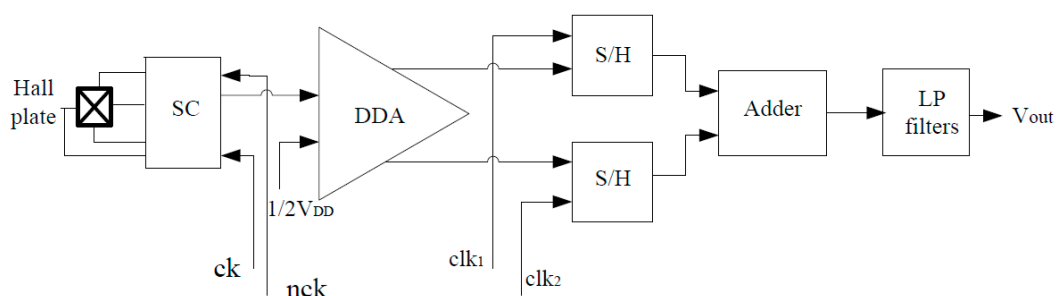 Hall
plate
SC
DDA
S/H
S/H
Adder
LP
filters
Vout
1/2VDD
ck
nck
clk1
clk2